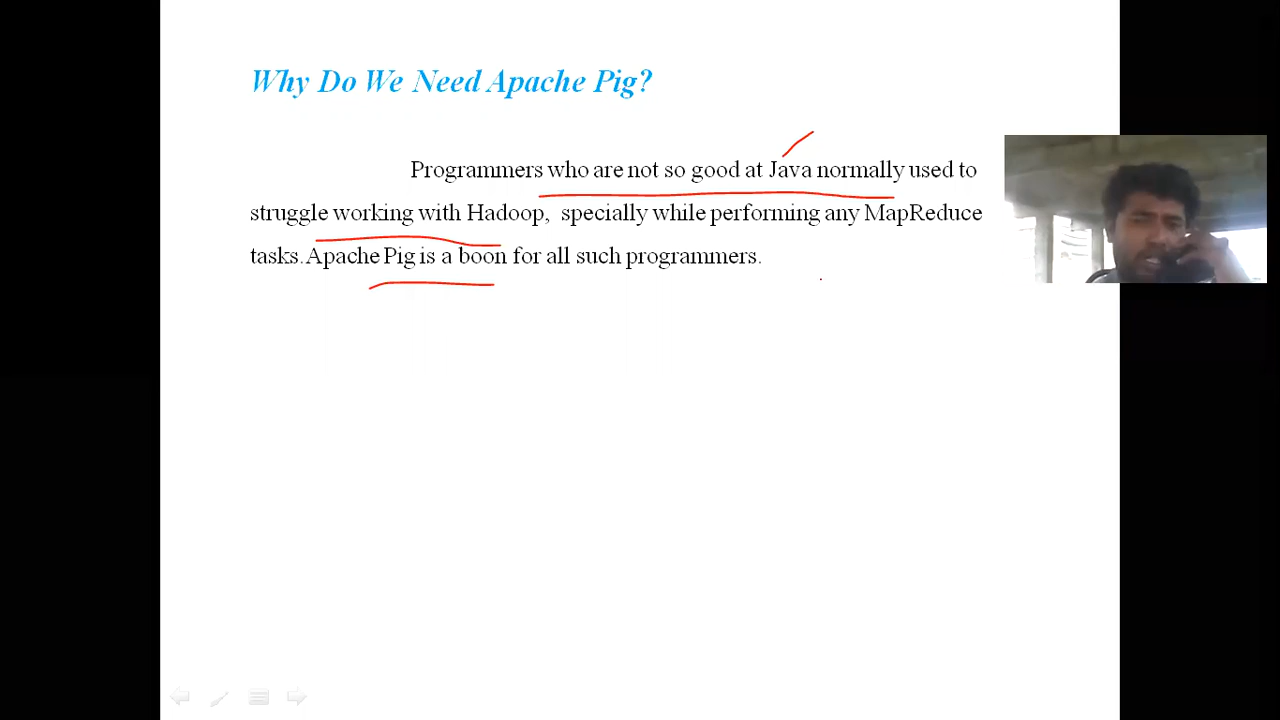 Why Do We Need Apache Pig?
Programmers who are not so good at Java normally used to
struggle working with Hadoop,  specially while performing any MapReduce
tasks.Apache Pig is a boon for all such programmers.